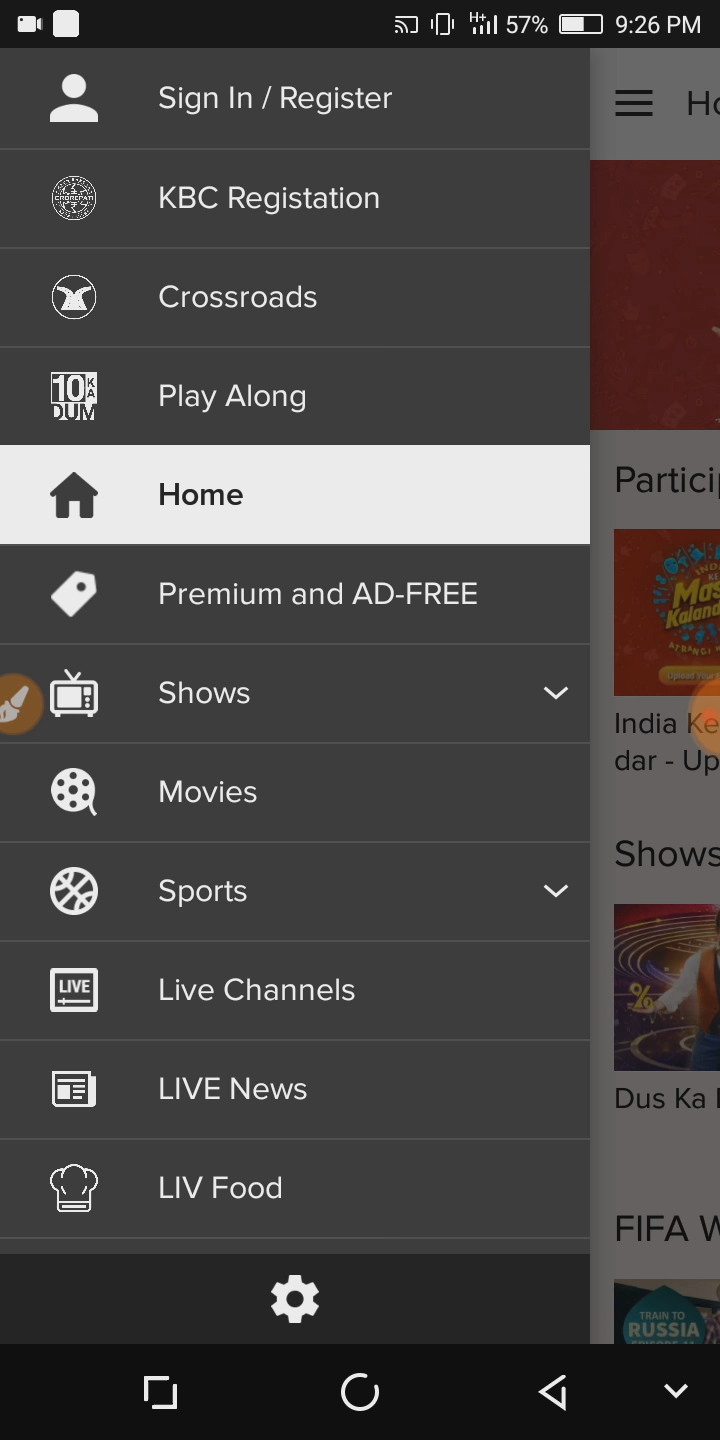 H+ 57% 9:26 PM
Sign In / Register
KBC Registation
Crossroads
10 KA
DUM
Play Along
Home
Premium and AD-FREE
Shows
Movies
Sports
LIVE
Live Channels
LIVE News
LIV Food
Ho
Particip
India Ke
dar - Up
Shows
%
Dus Ka
FIFA W
TRAIN TO
RUSSIA